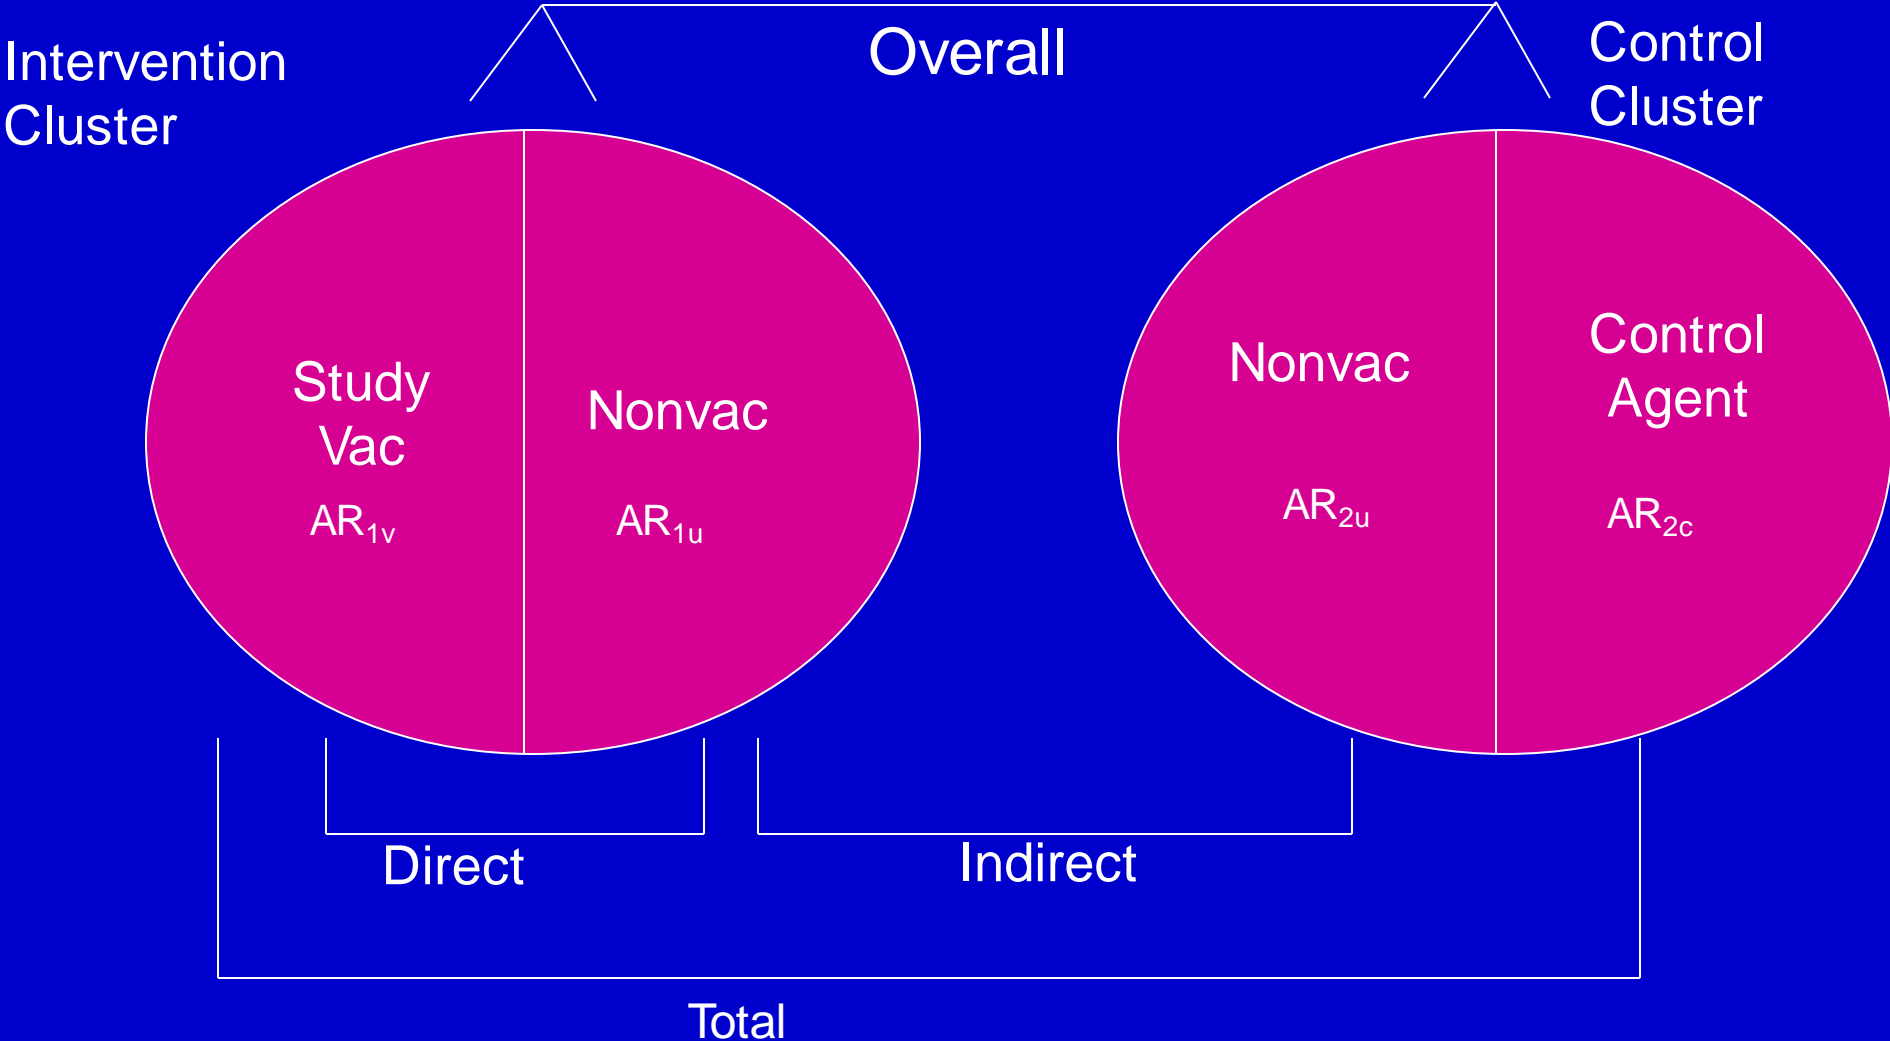 Intervention
Cluster
Overall
Control
Cluster
Study
Vac
AR1v
Nonvac
AR1u
Nonvac
AR2u
Control
Agent
AR2c
Direct
Indirect
Total